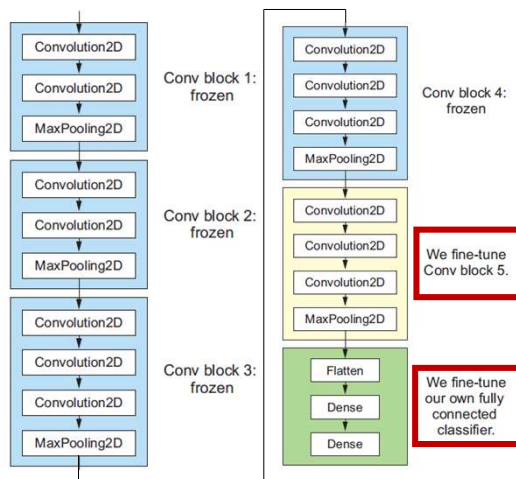 Convolution2D
Convolution2D
MaxPooling2D
Conv block 1:
frozen
Convolution2D
Convolution2D
MaxPooling2D
Conv block 2:
frozen
Convolution2D
Convolution2D
Convolution2D
MaxPooling2D
Conv block 3:
frozen
Convolution2D
Convolution2D
Convolution2D
MaxPooling2D
Conv block 4:
frozen
Convolution2D
Convolution2D
Convolution2D
MaxPooling2D
We fine-tune
Conv block 5.
Flatten
Dense
Dense
We fine-tune
our own fully
connected
classifier.